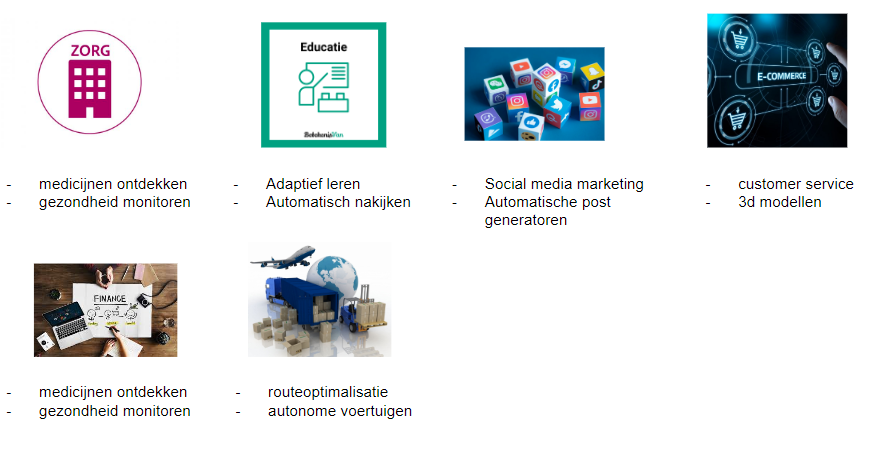 ZORG
Educatie
BetekenisVan
E-COMMERCE
- medicijnen ontdekken
- gezondheid monitoren
- Adaptief leren
- Automatisch nakijken
- Social media marketing
- Automatische post
generatoren
- customer service
- 3d modellen
FINANCE
- medicijnen ontdekken
- gezondheid monitoren
- routeoptimalisatie
- autonome voertuigen